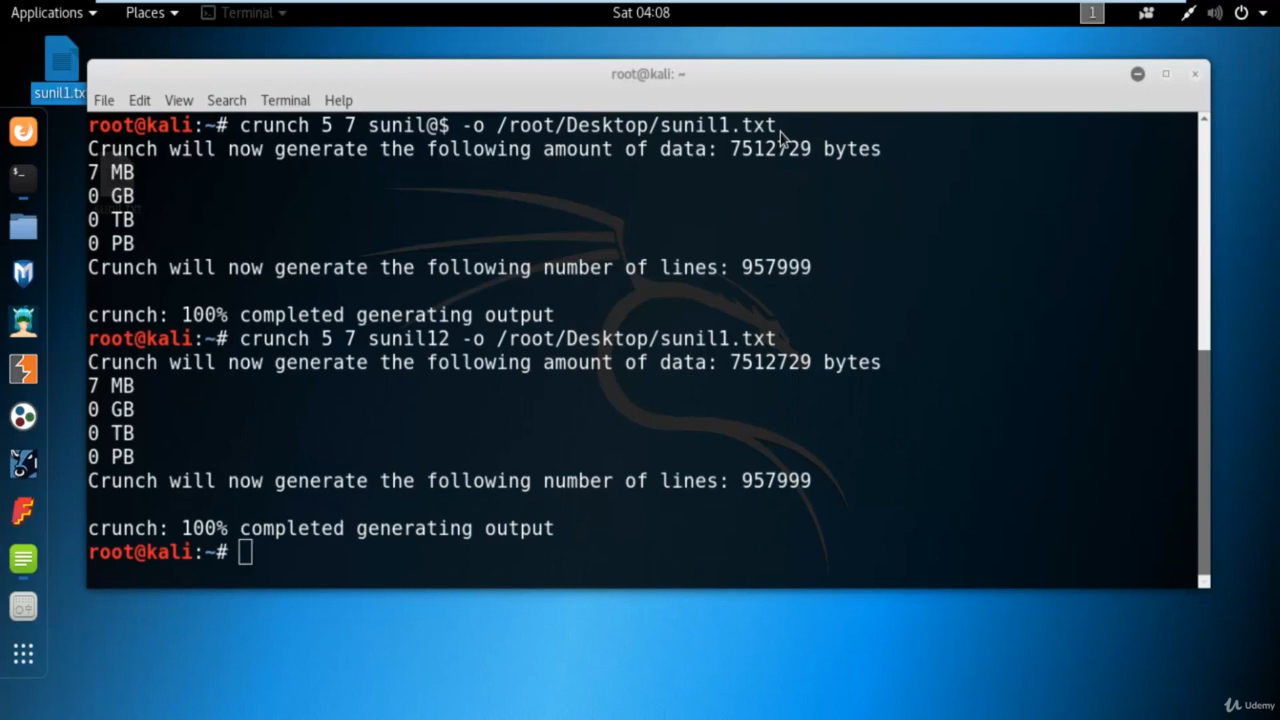 Applications Places Terminal Sat 04:08 1
sunil1.tx
root@kali: ~
File Edit View Search Terminal Help
root@kali:~# crunch 5 7 sunil@$ -o /root/Desktop/sunil1.txt
Crunch will now generate the following amount of data: 7512729 bytes
7 MB
0 GB
0 TB
0 PB
Crunch will now generate the following number of lines: 957999
crunch: 100% completed generating output
root@kali:~# crunch 5 7 sunil12 -o /root/Desktop/sunil1.txt
Crunch will now generate the following amount of data: 7512729 bytes
7 MB
0 GB
0 TB
0 PB
Crunch will now generate the following number of lines: 957999
crunch: 100% completed generating output
root@kali:~#
Udemy